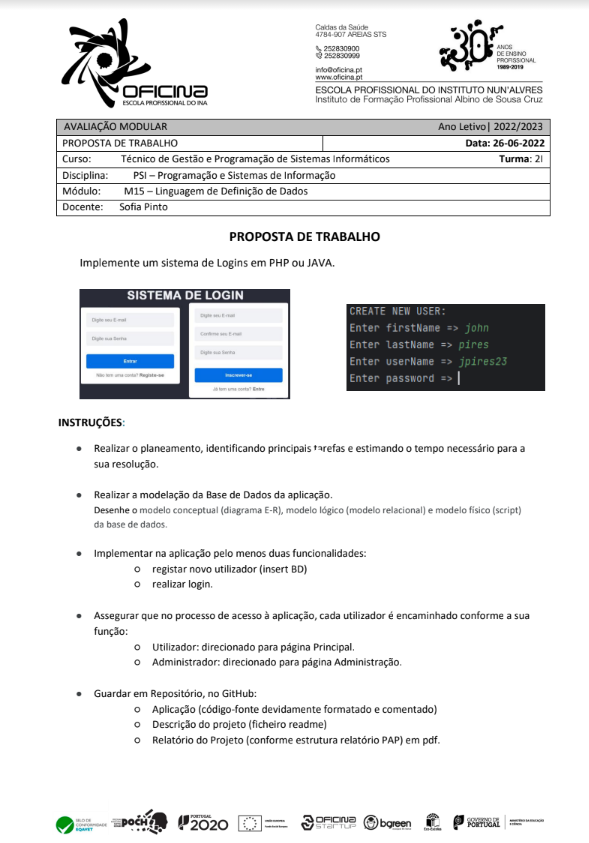 Caldas da Saúde
4784-907 AREIAS STS
252830900
252830999
info@oficina.pt
www.oficina.pt
30 ANOS
DE ENSINO
PROFISSIONAL
1989-2019
OFICINA
ESCOLA PROFISSIONAL DO INA
ESCOLA PROFISSIONAL DO INSTITUTO NUN'ALVRES
Instituto de Formação Profissional Albino de Sousa Cruz
AVALIAÇÃO MODULAR Ano Letivo| 2022/2023
PROPOSTA DE TRABALHO Data: 26-06-2022
Curso: Técnico de Gestão e Programação de Sistemas Informáticos Turma: 2I
Disciplina: PSI – Programação e Sistemas de Informação
Módulo: M15 – Linguagem de Definição de Dados
Docente: Sofia Pinto
PROPOSTA DE TRABALHO
Implemente um sistema de Logins em PHP ou JAVA.
SISTEMA DE LOGIN
Digite seu E-mail
Digite sua Senha
Entrar
Não tem uma conta? Registe-se
Digite seu E-mail
Confirme seu E-mail
Digite sua Senha
Inscrever-se
Já tem uma conta? Entre
CREATE NEW USER:
Enter firstName => john
Enter lastName => pires
Enter userName => jpires23
Enter password =>
INSTRUÇÕES:
● Realizar o planeamento, identificando principais tarefas e estimando o tempo necessário para a
sua resolução.
● Realizar a modelação da Base de Dados da aplicação.
Desenhe o modelo conceptual (diagrama E-R), modelo lógico (modelo relacional) e modelo físico (script)
da base de dados.
● Implementar na aplicação pelo menos duas funcionalidades:
○ registar novo utilizador (insert BD)
○ realizar login.
● Assegurar que no processo de acesso à aplicação, cada utilizador é encaminhado conforme a sua
função:
○ Utilizador: direcionado para página Principal.
○ Administrador: direcionado para página Administração.
● Guardar em Repositório, no GitHub:
○ Aplicação (código-fonte devidamente formatado e comentado)
○ Descrição do projeto (ficheiro readme)
○ Relatório do Projeto (conforme estrutura relatório PAP) em pdf.
SELO DE
CONFORMIDADE
EQAVET
POCH
PORTUGAL
2020
OFICINA
STARTUP
bgreen
Eco-Escolas
GOVERNO DE
PORTUGAL